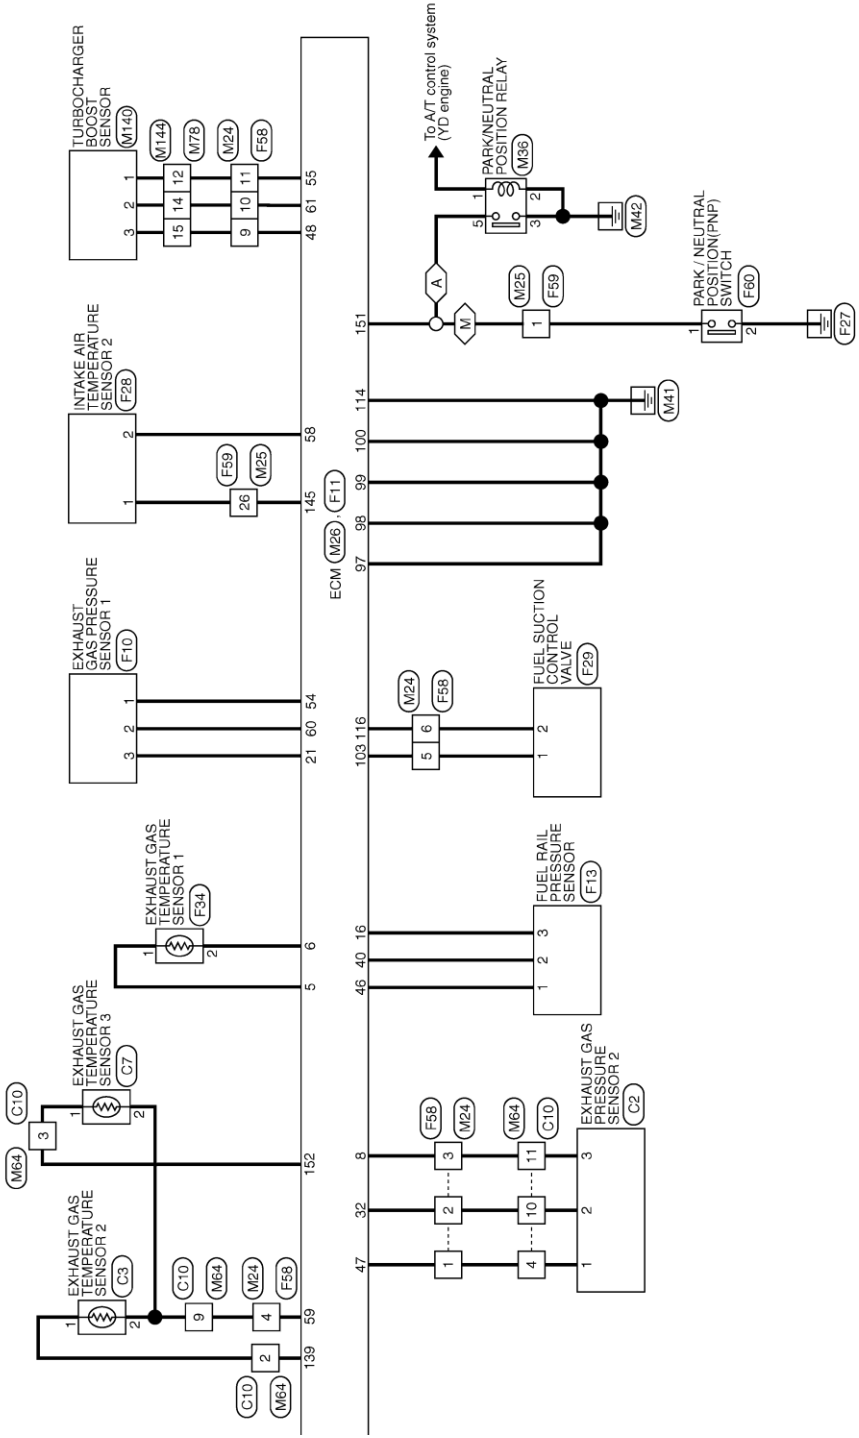 EXHAUST GAS
TEMPERATURE
SENSOR 2
C3
1
2
C10
M64
9
M24
F58
4
C10
M64
2
139
59
EXHAUST GAS
TEMPERATURE
SENSOR 3
C7
1
2
M64
C10
3
152
EXHAUST GAS
TEMPERATURE
SENSOR 1
F34
1
2
5
6
EXHAUST
GAS PRESSURE
SENSOR 1
F10
3
2
1
21
60
54
INTAKE AIR
TEMPERATURE
SENSOR 2
F28
1
2
F59
M25
26
145
58
TURBOCHARGER
BOOST
SENSOR
M140
3
2
1
M144
M78
15
14
12
M24
F58
9
10
11
48
61
55
ECM M26 , F11
47
32
8
F58
M24
1
2
3
M64
C10
4
10
11
1
2
3
EXHAUST GAS
PRESSURE
SENSOR 2
C2
46
40
16
1
2
3
FUEL RAIL
PRESSURE
SENSOR
F13
103
116
M24
F58
5
6
1
2
FUEL SUCTION
CONTROL
VALVE
F29
97
98
99
100
114
M41
151
A
M
M25
F59
1
PARK / NEUTRAL
POSITION(PNP)
SWITCH
F60
1
2
F27
To A/T control system
(YD engine)
PARK/NEUTRAL
POSITION RELAY
M36
5
1
3
2
M42